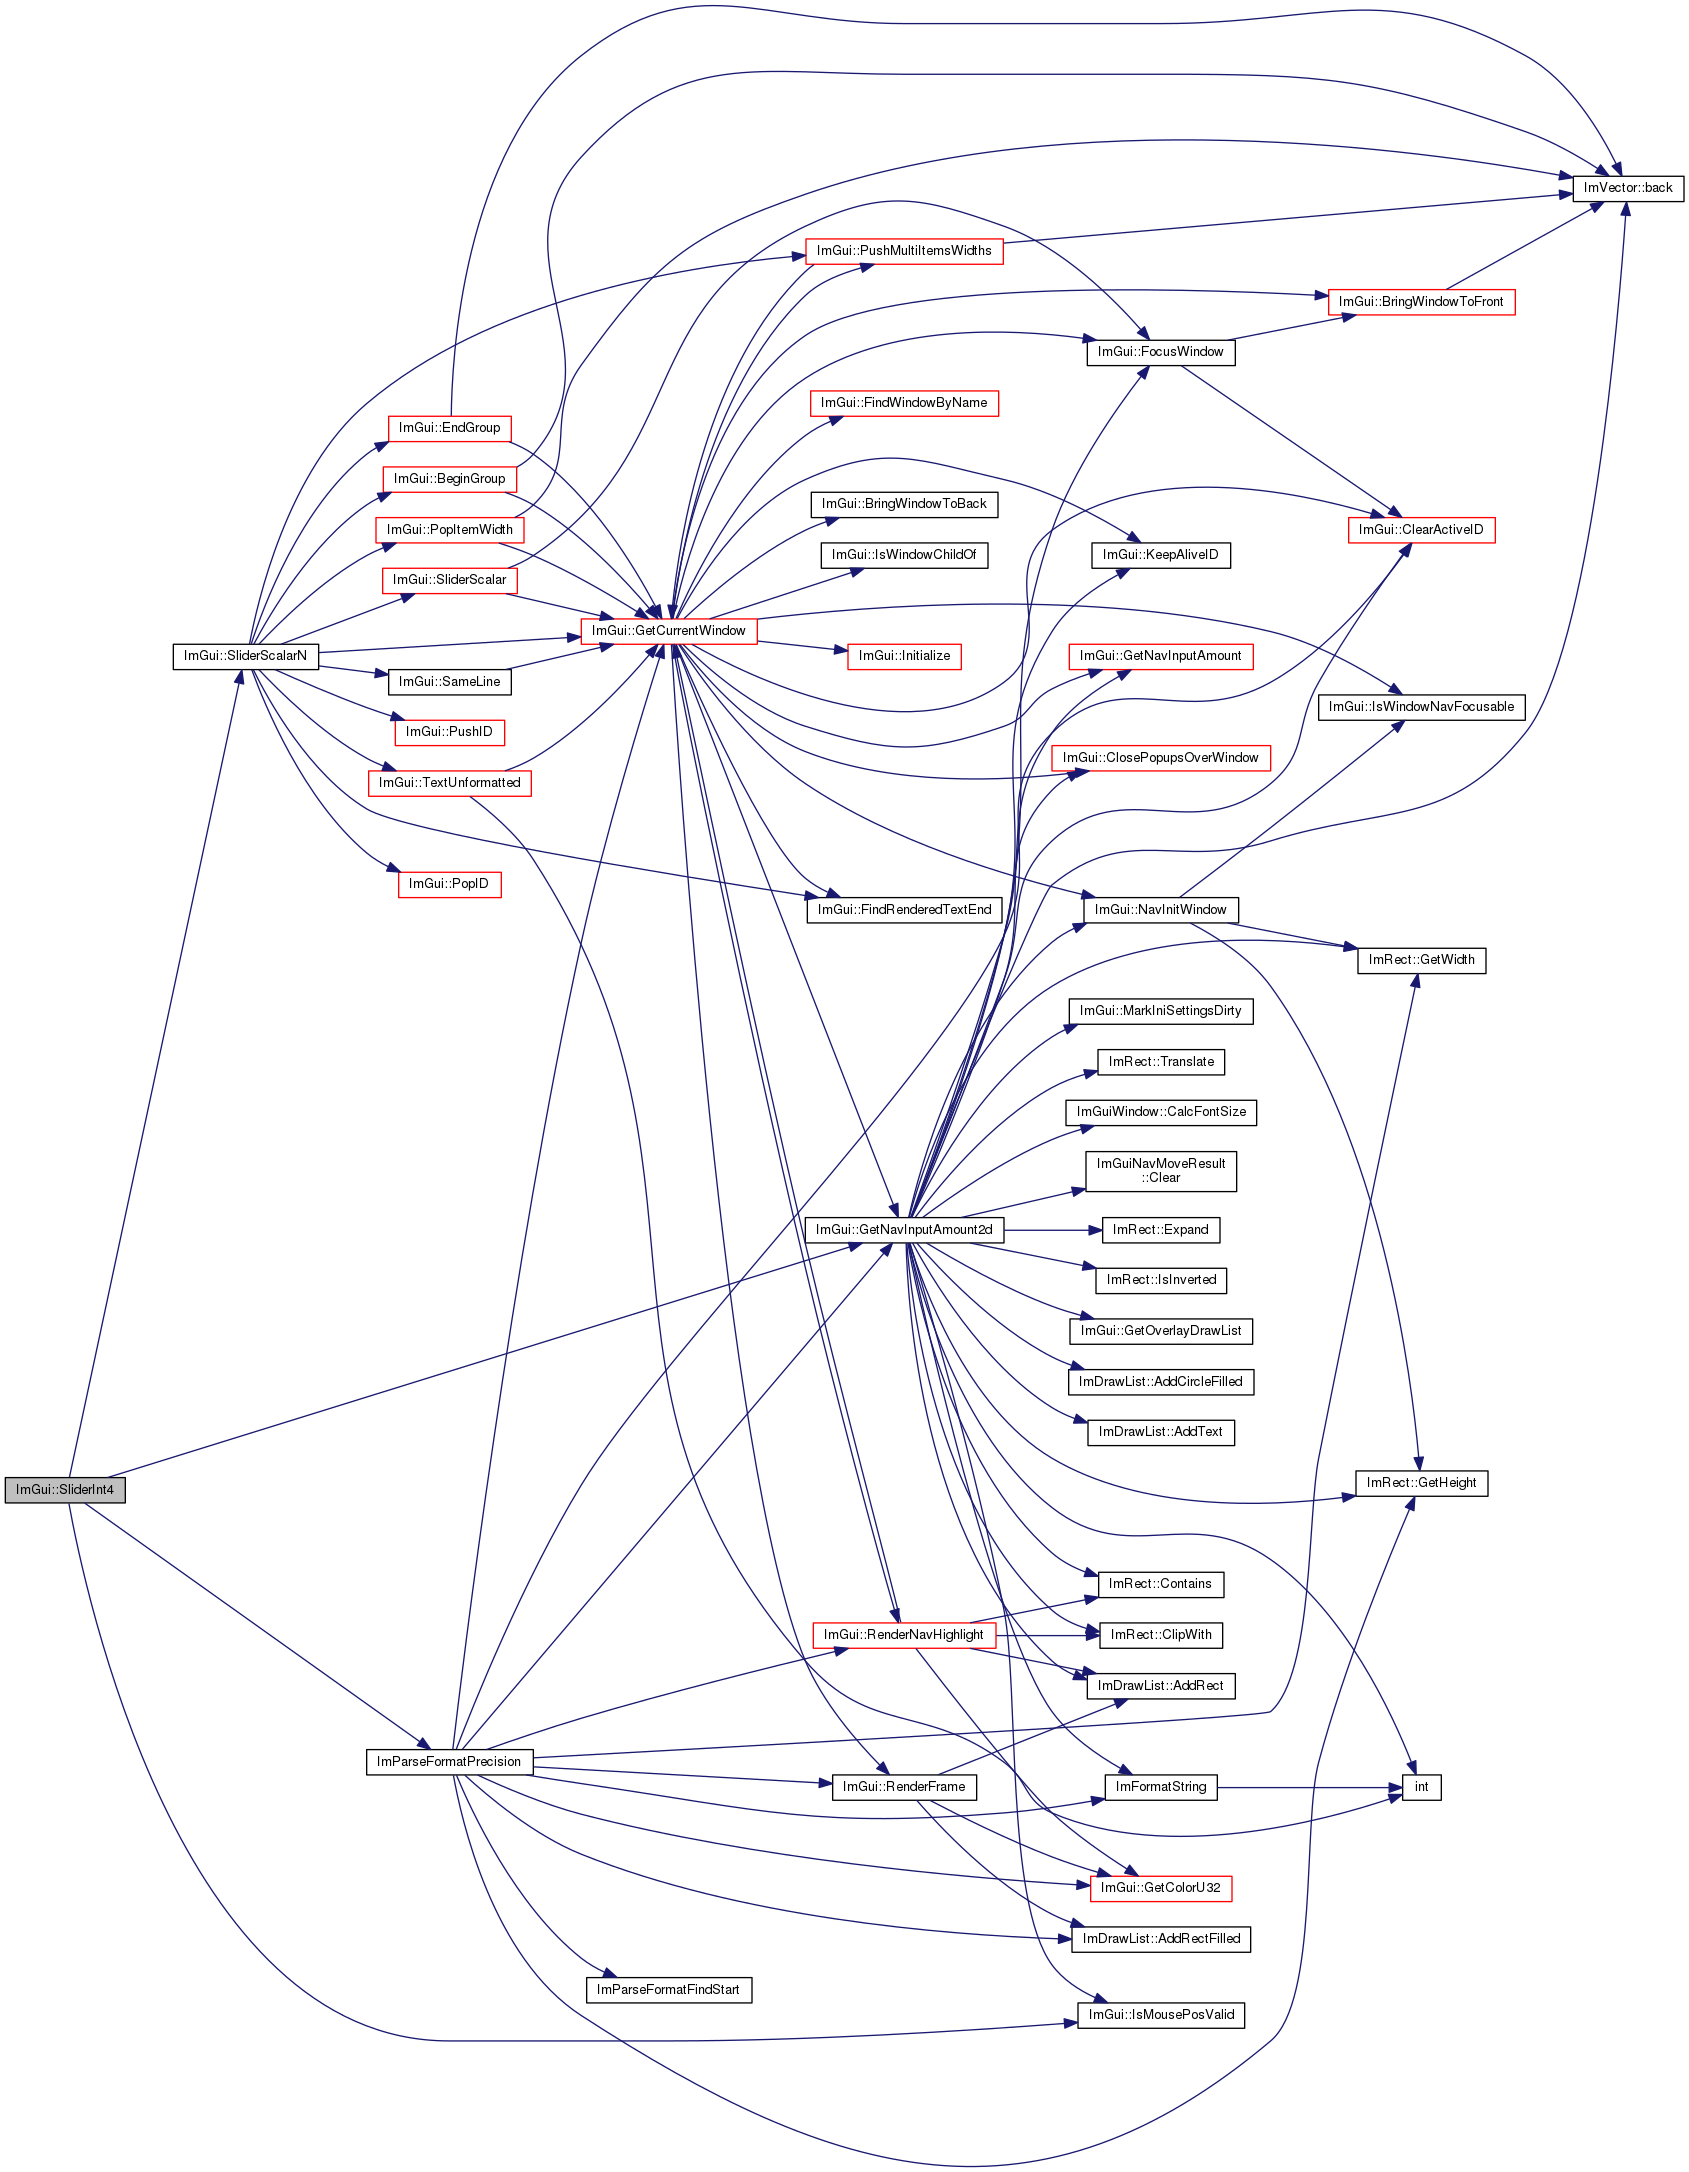 ImVector::back
ImGui::PushMultiItemsWidths
ImGui::BringWindowToFront
ImGui::FocusWindow
ImGui::FindWindowByName
ImGui::EndGroup
ImGui::BeginGroup
ImGui::BringWindowToBack
ImGui::PopItemWidth
ImGui::ClearActiveID
ImGui::IsWindowChildOf
ImGui::KeepAliveID
ImGui::SliderScalar
ImGui::GetCurrentWindow
ImGui::SliderScalarN
ImGui::Initialize
ImGui::GetNavInputAmount
ImGui::SameLine
ImGui::IsWindowNavFocusable
ImGui::PushID
ImGui::ClosePopupsOverWindow
ImGui::TextUnformatted
ImGui::PopID
ImGui::FindRenderedTextEnd
ImGui::NavInitWindow
ImRect::GetWidth
ImGui::MarkIniSettingsDirty
ImRect::Translate
ImGuiWindow::CalcFontSize
ImGuiNavMoveResult
::Clear
ImGui::GetNavInputAmount2d
ImRect::Expand
ImRect::IsInverted
ImGui::GetOverlayDrawList
ImDrawList::AddCircleFilled
ImDrawList::AddText
ImGui::SliderInt4
ImRect::GetHeight
ImRect::Contains
ImGui::RenderNavHighlight
ImRect::ClipWith
ImDrawList::AddRect
ImParseFormatPrecision
ImGui::RenderFrame
ImFormatString
int
ImGui::GetColorU32
ImDrawList::AddRectFilled
ImParseFormatFindStart
ImGui::IsMousePosValid